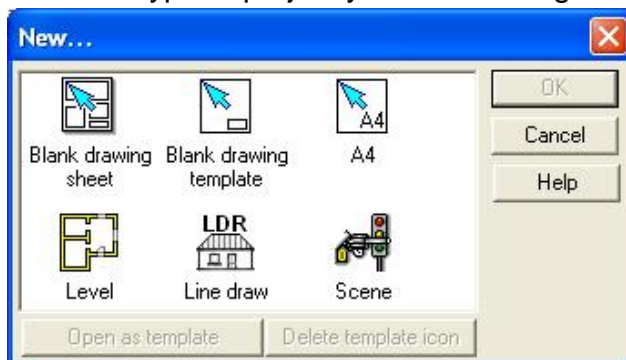 New...
Blank drawing
sheet
Blank drawing
template
A4
A4
Level
LDR
Line draw
Scene
OK
Cancel
Help
Open as template
Delete template icon